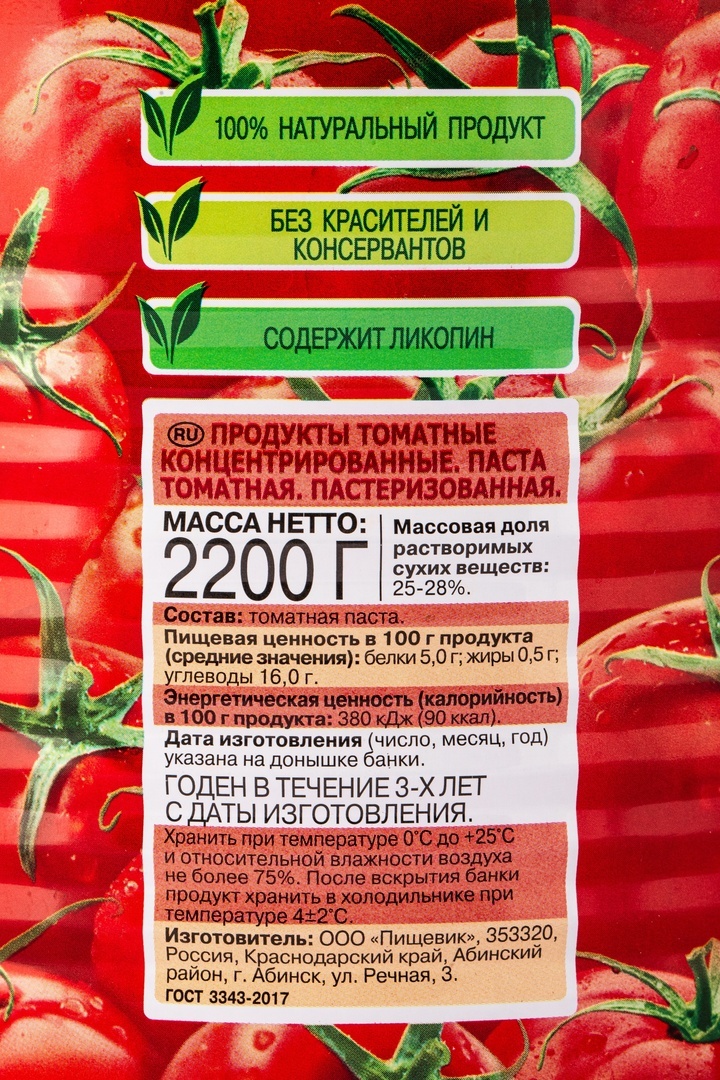 100% НАТУРАЛЬНЫЙ ПРОДУКТ
БЕЗ КРАСИТЕЛЕЙ И
КОНСЕРВАНТОВ
СОДЕРЖИТ ЛИКОПИН
RU ПРОДУКТЫ ТОМАТНЫЕ
КОНЦЕНТРИРОВАННЫЕ. ПАСТА
ТОМАТНАЯ. ПАСТЕРИЗОВАННАЯ.
МАССА НЕТТО:
2200 Г
Массовая доля
растворимых
сухих веществ:
25-28%.
Состав: томатная паста.
Пищевая ценность в 100 г продукта
(средние значения): белки 5,0 г; жиры 0,5 г;
углеводы 16,0 г.
Энергетическая ценность (калорийность)
в 100 г продукта: 380 кДж (90 ккал).
Дата изготовления (число, месяц, год)
указана на донышке банки.
ГОДЕН В ТЕЧЕНИЕ 3-Х ЛЕТ
С ДАТЫ ИЗГОТОВЛЕНИЯ.
Хранить при температуре 0°С до +25°С
и относительной влажности воздуха
не более 75%. После вскрытия банки
продукт хранить в холодильнике при
температуре 4±2°С.
Изготовитель: ООО «Пищевик», 353320,
Россия, Краснодарский край, Абинский
район, г. Абинск, ул. Речная, 3.
ГОСТ 3343-2017